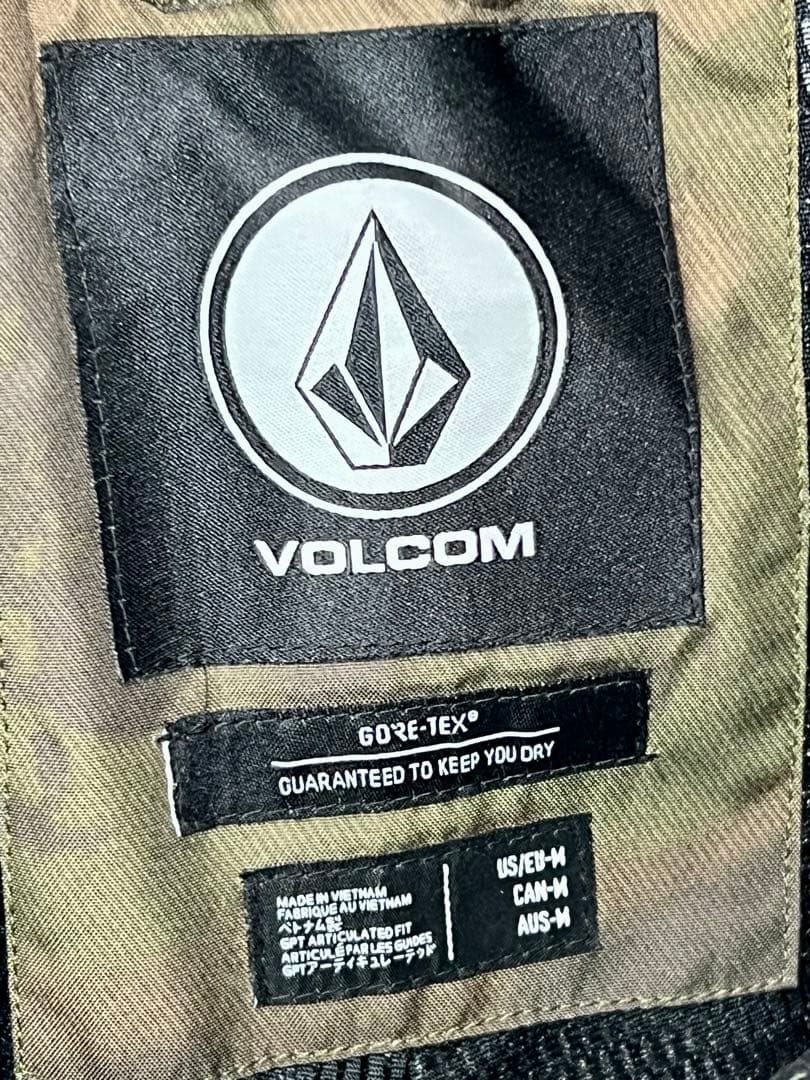 VOLCOM
GORE-TEX®
GUARANTEED TO KEEP YOU DRY
MADE IN VIETNAM
FABRIQUE AU VIETNAM
ベトナム製
GPT ARTICULATED FIT
ARTICULÉ PAR LES GUIDES
GPTアーティキュレーテッド
US/EU-M
CAN-M
AUS-M